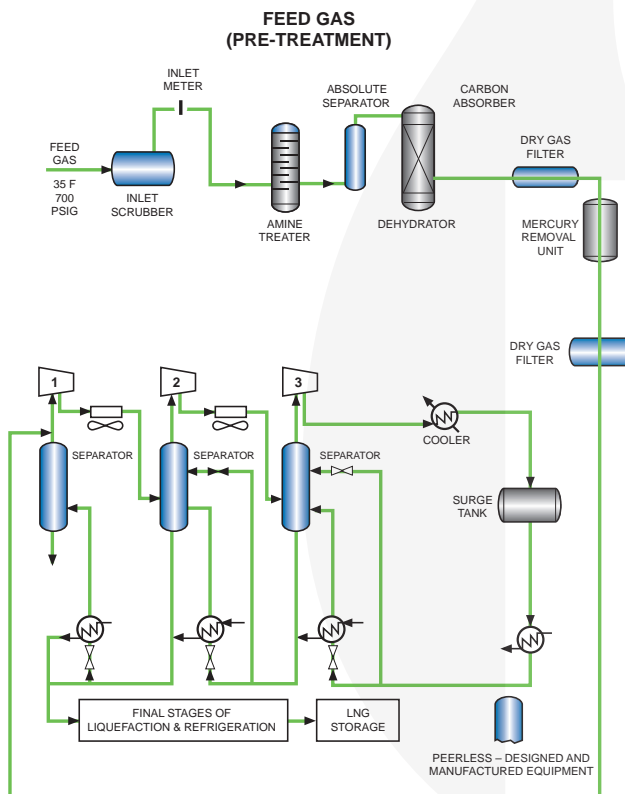 FEED GAS
(PRE-TREATMENT)
INLET
METER
ABSOLUTE
SEPARATOR
CARBON
ABSORBER
FEED
GAS
35 F
700
PSIG
INLET
SCRUBBER
AMINE
TREATER
DEHYDRATOR
DRY GAS
FILTER
MERCURY
REMOVAL
UNIT
DRY GAS
FILTER
1
2
3
SEPARATOR
SEPARATOR
SEPARATOR
COOLER
SURGE
TANK
FINAL STAGES OF
LIQUEFACTION & REFRIGERATION
LNG
STORAGE
PEERLESS – DESIGNED AND
MANUFACTURED EQUIPMENT